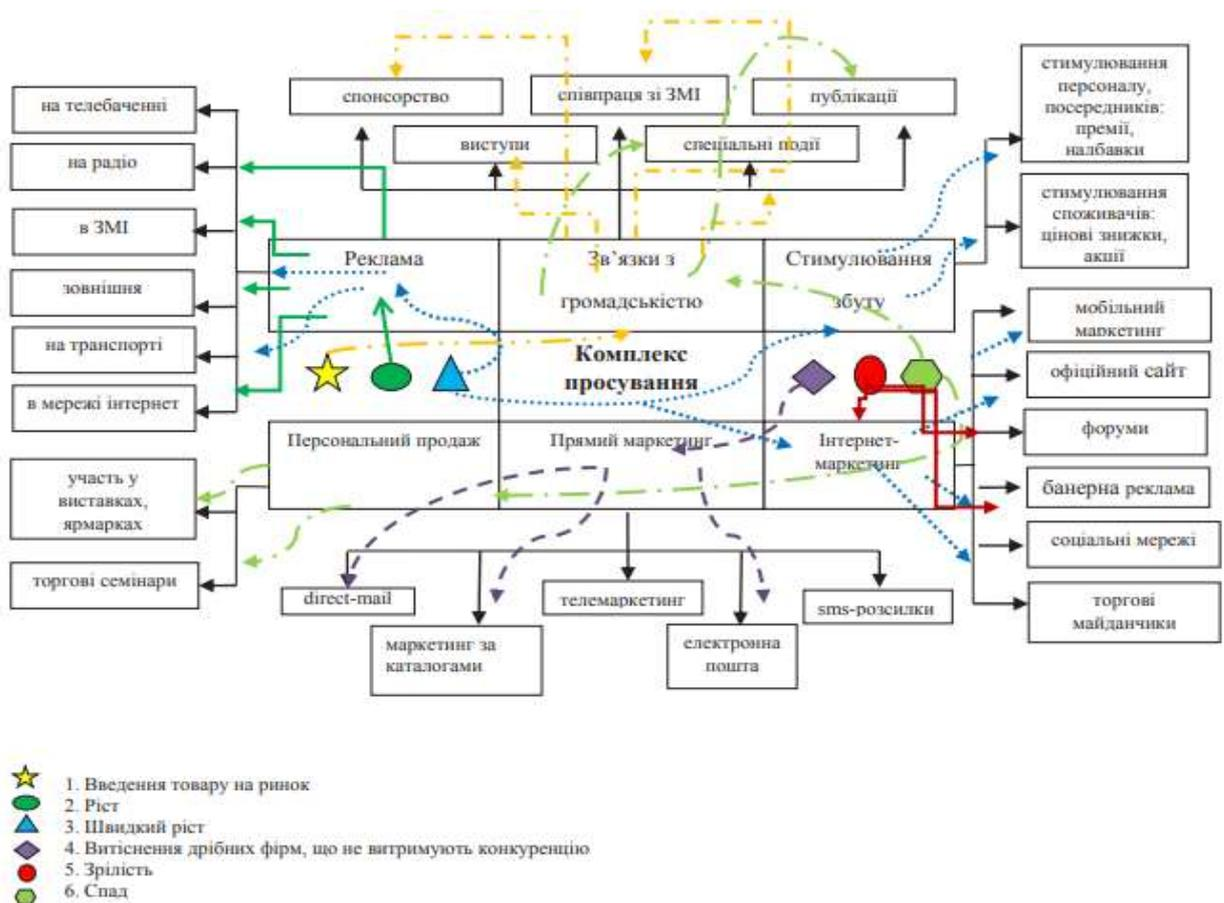 спонсорство
співпраця зі ЗМІ
публікації
виступи
спеціальні події
на телебаченні
на радіо
в ЗМІ
зовнішня
на транспорті
в мережі інтернет
участь у
виставках,
ярмарках
торгові семінари
Реклама
Зв’язки з
громадськістю
Стимулювання
збуту
Комплекс
просування
Персональний продаж
Прямий маркетинг
Інтернет-
маркетинг
стимулювання
персоналу,
посередників:
премії,
налбавки
стимулювання
споживачів:
цінові знижки,
акції
мобільний
маркетинг
офіційний сайт
форуми
банерна реклама
соціальні мережі
торгові
майданчики
direct-mail
телемаркетинг
sms-розсилки
маркетинг за
каталогами
електронна
пошта
1. Введення товару на ринок
2. Ріст
3. Швидкий ріст
4. Витіснення дрібних фірм, що не витримують конкуренцію
5. Зрілість
6. Спад